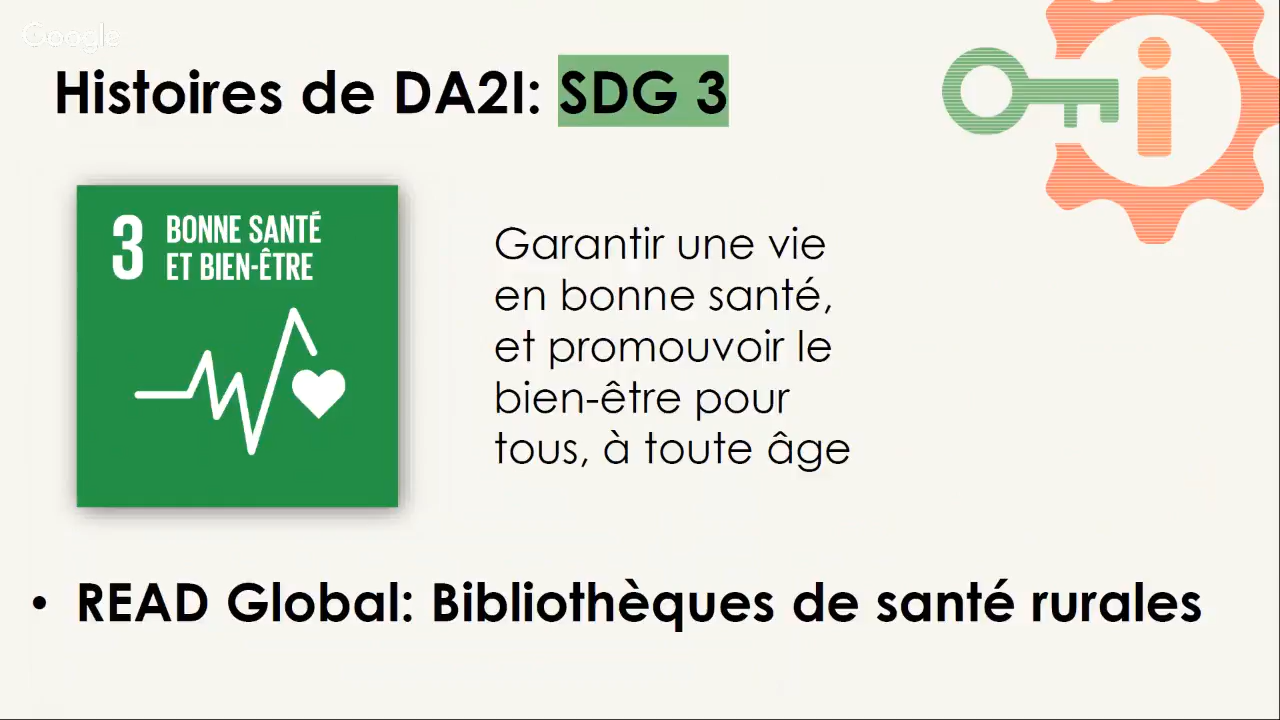 Google
Histoires de DA2I: SDG 3
3 BONNE SANTÉ
ET BIEN-ÊTRE
Garantir une vie
en bonne santé,
et promouvoir le
bien-être pour
tous, à toute âge
• READ Global: Bibliothèques de santé rurales